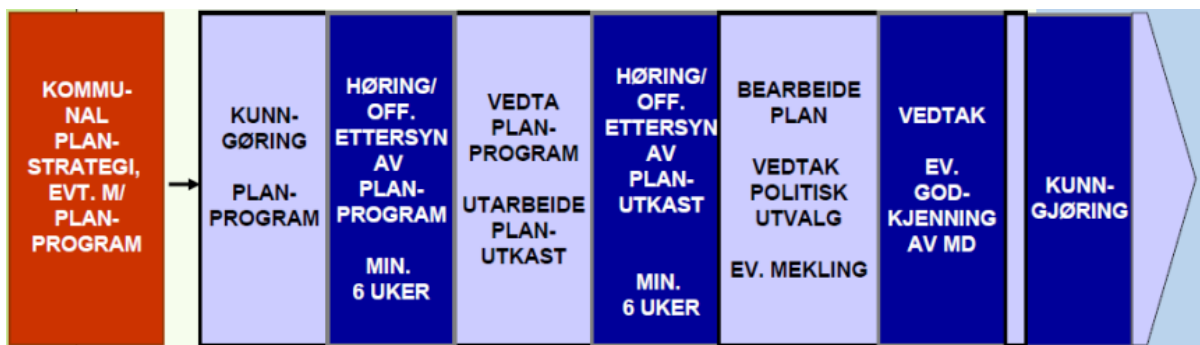 KOMMU-
NAL
PLAN-
STRATEGI,
EVT. M/
PLAN-
PROGRAM
KUNN-
GØRING
PLAN-
PROGRAM
HØRING/
OFF.
ETTERSYN
AV
PLAN-
PROGRAM
MIN.
6 UKER
VEDTA
PLAN-
PROGRAM
UTARBEIDE
PLAN-
UTKAST
HØRING/
OFF.
ETTERSYN
AV
PLAN-
UTKAST
MIN.
6 UKER
BEARBEIDE
PLAN
VEDTAK
POLITISK
UTVALG
EV. MEKLING
VEDTAK
EV.
GOD-
KJENNING
AV MD
KUNN-
GJØRING